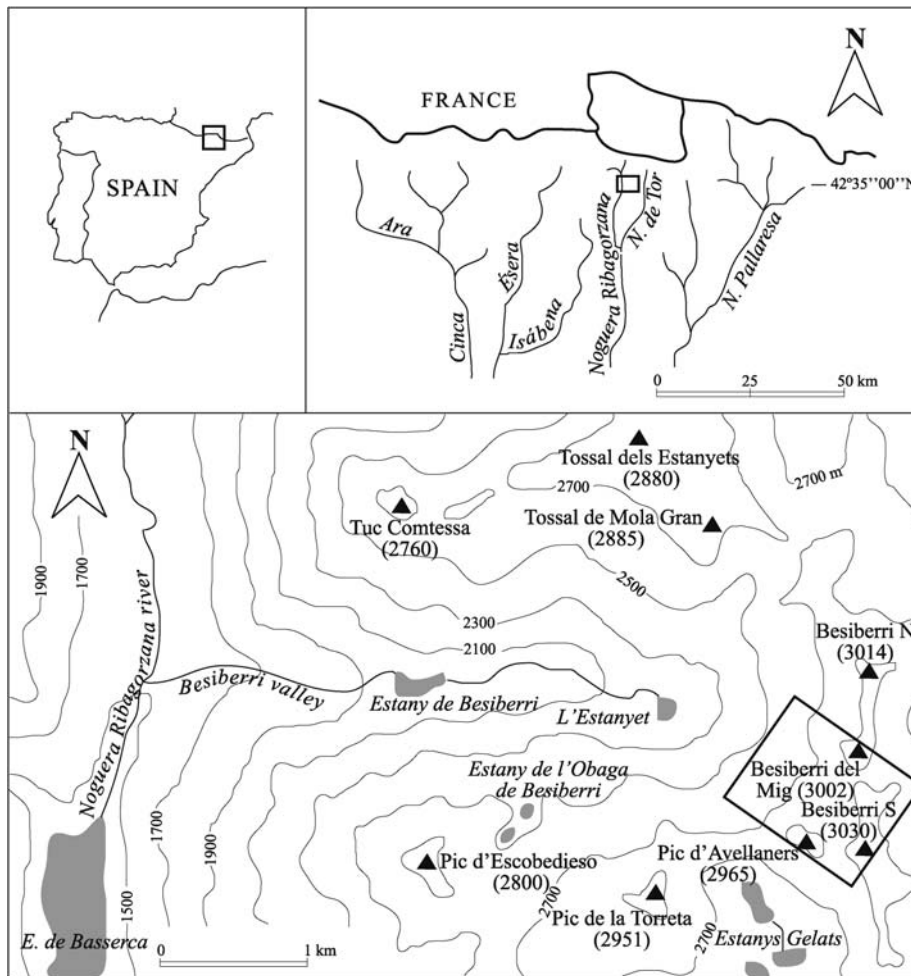 SPAIN
FRANCE
N
42º35’’00’’N
Ara
Cinca
Ésera
Isábena
Noguera Ribagorzana
N. de Tor
N. Pallaresa
0 25 50 km
N
Tossal dels Estanyets
(2880)
2700
2700 m
Tuc Comtessa
(2760)
Tossal de Mola Gran
(2885)
1900
1700
2500
2300
2100
Besiberri N
(3014)
Noguera Ribagorzana river
Besiberri valley
Estany de Besiberri
L’Estanyet
Besiberri del
Mig (3002)
Besiberri S
(3030)
Estany de l’Obaga
de Besiberri
1700
1900
1500
Pic d’Escobedieso
(2800)
Pic d’Avellaners
(2965)
2700
Pic de la Torreta
(2951)
2700
Estanys Gelats
E. de Basserca
0 1 km